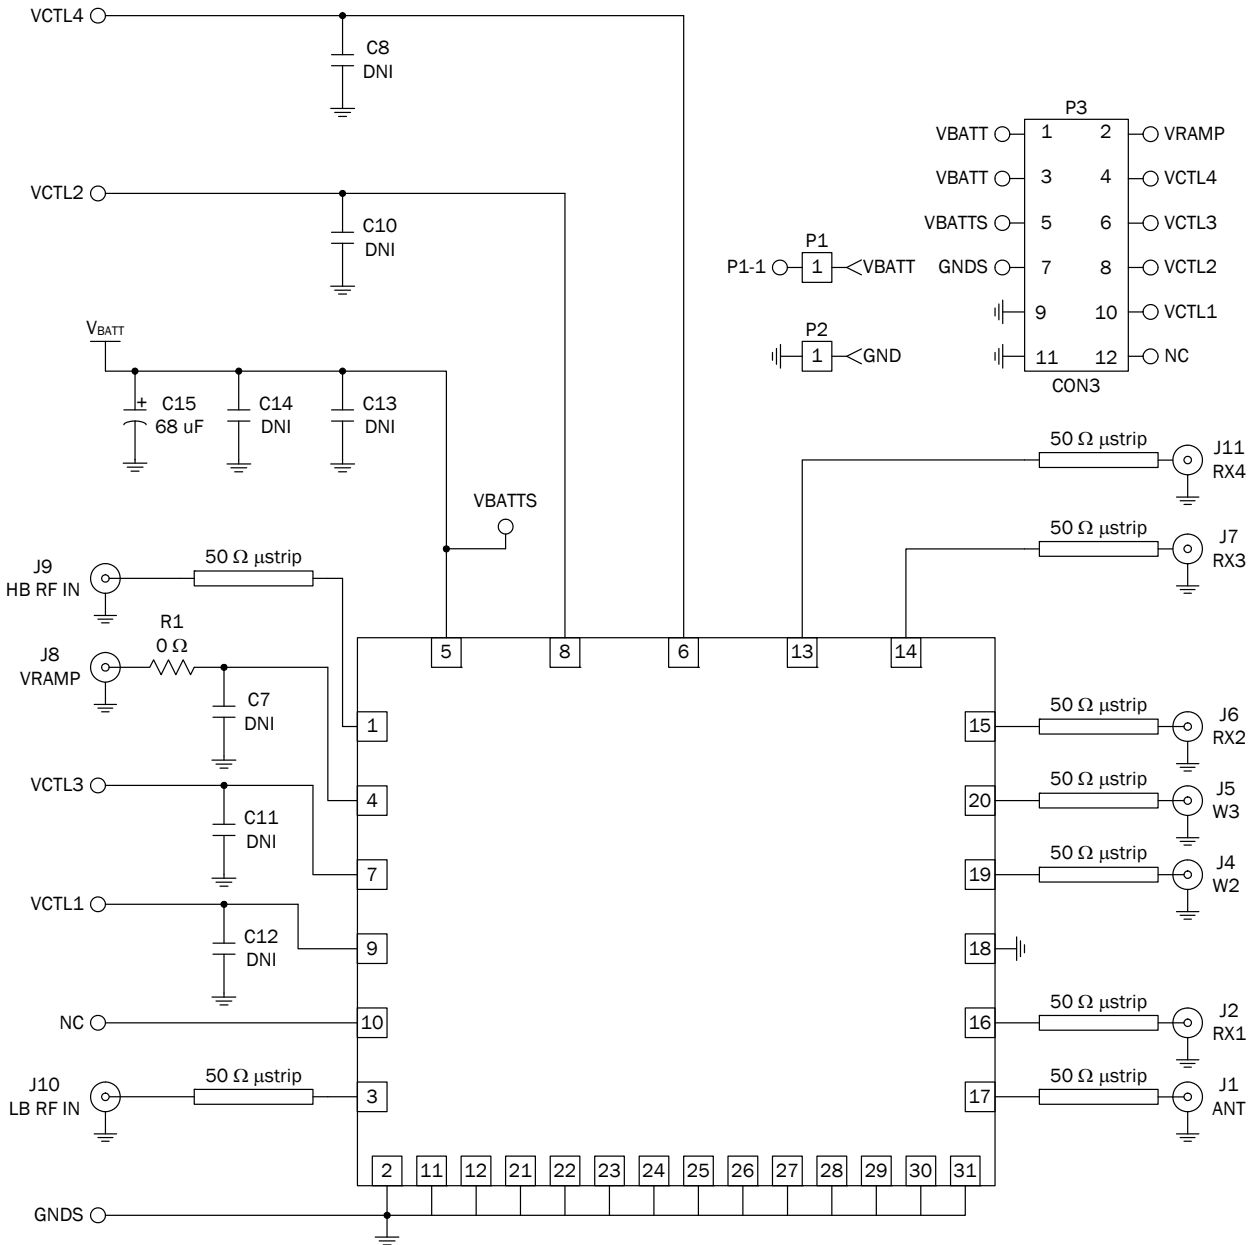 VCTL4
C8
DNI
P3
VBATT 1 2 VRAMP
VBATT 3 4 VCTL4
VBATTS 5 6 VCTL3
GNDS 7 8 VCTL2
9 10 VCTL1
11 12 NC
CON3
VCTL2
C10
DNI
P1
P1-1 1 VBATT
P2
1 GND
VBATT
+ C15
68 uF
C14
DNI
C13
DNI
VBATTS
50 Ω µstrip
J11
RX4
50 Ω µstrip
J7
RX3
J9
HB RF IN
50 Ω µstrip
R1
0 Ω
J8
VRAMP
C7
DNI
VCTL3
C11
DNI
VCTL1
C12
DNI
NC
J10
LB RF IN
50 Ω µstrip
5 8 6 13 14
1
4
7
9
10
3
15
50 Ω µstrip
J6
RX2
20
50 Ω µstrip
J5
W3
19
50 Ω µstrip
J4
W2
18
16
50 Ω µstrip
J2
RX1
17
50 Ω µstrip
J1
ANT
2 11 12 21 22 23 24 25 26 27 28 29 30 31
GNDS